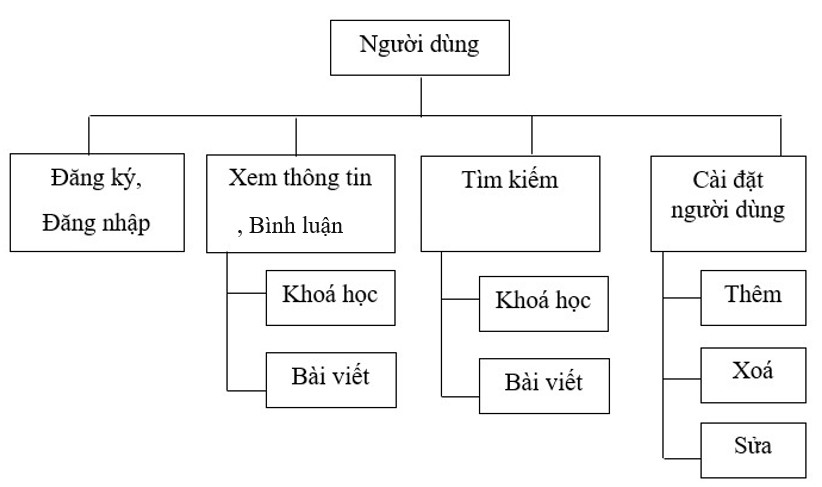 Người dùng
Đăng ký,
Đăng nhập
Xem thông tin
, Bình luận
Khoá học
Bài viết
Tìm kiếm
Khoá học
Bài viết
Cài đặt
người dùng
Thêm
Xoá
Sửa